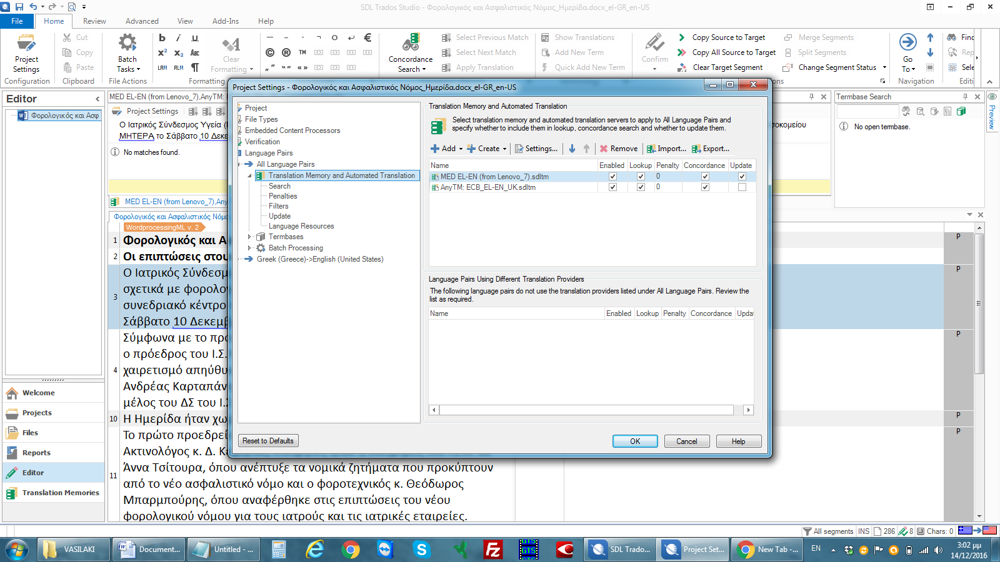 SDL Trados Studio - Φορολογικός και Ασφαλιστικός Νόμος_Ημερίδα.docx_el-GR_en-US
File Home Review Advanced View Add-Ins Help
Project Settings
Configuration
Cut
Copy
Paste
Clipboard
Batch Tasks
File Actions
b i U
x² x₂ Abc
LRM RLM ¶
Clear Formatting
Formatting
Concordance Search
Select Previous Match
Select Next Match
Apply Translation
Show Translations
Add New Term
Quick Add New Term
Confirm
Copy Source to Target
Copy All Source to Target
Clear Target Segment
Merge Segments
Split Segments
Change Segment Status
Go To
Navigation
Find
Rep
Sele
Editi
Editor
Φορολογικός και Ασφ
MED EL-EN (from Lenovo_7),AnyTM:
Project Settings
Ο Ιατρικός Σύνδεσμος Υγεία (
ΜΗΤΕΡΑ το Σάββατο 10 Δεκε
σοκομείου
No matches found.
MED EL-EN (from Lenovo_7),Any
Termbase Search
No open termbase.
Preview
Φορολογικός και Ασφαλιστικός Νόμο
WordprocessingML v. 2
1 Φορολογικός και Α P
2 Οι επιπτώσεις στου
3 Ο Ιατρικός Σύνδεσμ P
σχετικά με φορολογ
συνεδριακό κέντρο
Σάββατο 10 Δεκεμβ
4 Σύμφωνα με το προ P
ο πρόεδρος του Ι.Σ.
χαιρετισμό απηύθυ
Ανδρέας Καρταπάν
μέλος του ΔΣ του Ι.Σ
10 Η Ημερίδα ήταν χω P
11 Το πρώτο προεδρεί P
Ακτινολόγος κ. Δ. Κε
Άννα Τσίτουρα, όπου ανέπτυξε τα νομικά ζητήματα που προκύπτουν
από το νέο ασφαλιστικό νόμο και ο φοροτεχνικός κ. Θεόδωρος
Μπαρμπούρης, όπου αναφέρθηκε στις επιπτώσεις του νέου
φορολογικού νόμου για τους ιατρούς και τις ιατρικές εταιρείες.
Welcome
Projects
Files
Reports
Editor
Translation Memories
Project Settings - Φορολογικός και Ασφαλιστικός Νόμος_Ημερίδα.docx_el-GR_en-US
Project
File Types
Embedded Content Processors
Verification
Language Pairs
All Language Pairs
Translation Memory and Automated Translation
Search
Penalties
Filters
Update
Language Resources
Termbases
Batch Processing
Greek (Greece)->English (United States)
Translation Memory and Automated Translation
Select translation memory and automated translation servers to apply to All Language Pairs and
specify whether to include them in lookup, concordance search and whether to update them.
Add Create Settings... Remove Import... Export...
Name Enabled Lookup Penalty Concordance Update
MED EL-EN (from Lenovo_7).sdltm 0
AnyTM: ECB_EL-EN_UK.sdltm 0
Language Pairs Using Different Translation Providers
The following language pairs do not use the translation providers listed under All Language Pairs. Review the
list as required.
Name Enabled Lookup Penalty Concordance Updat
Reset to Defaults OK Cancel Help
All segments INS 286 8 Chars: 0
VASILAKI Document... Untitled - ... SDL Trado... Project Set... New Tab -... EN
3:02 μμ
14/12/2016